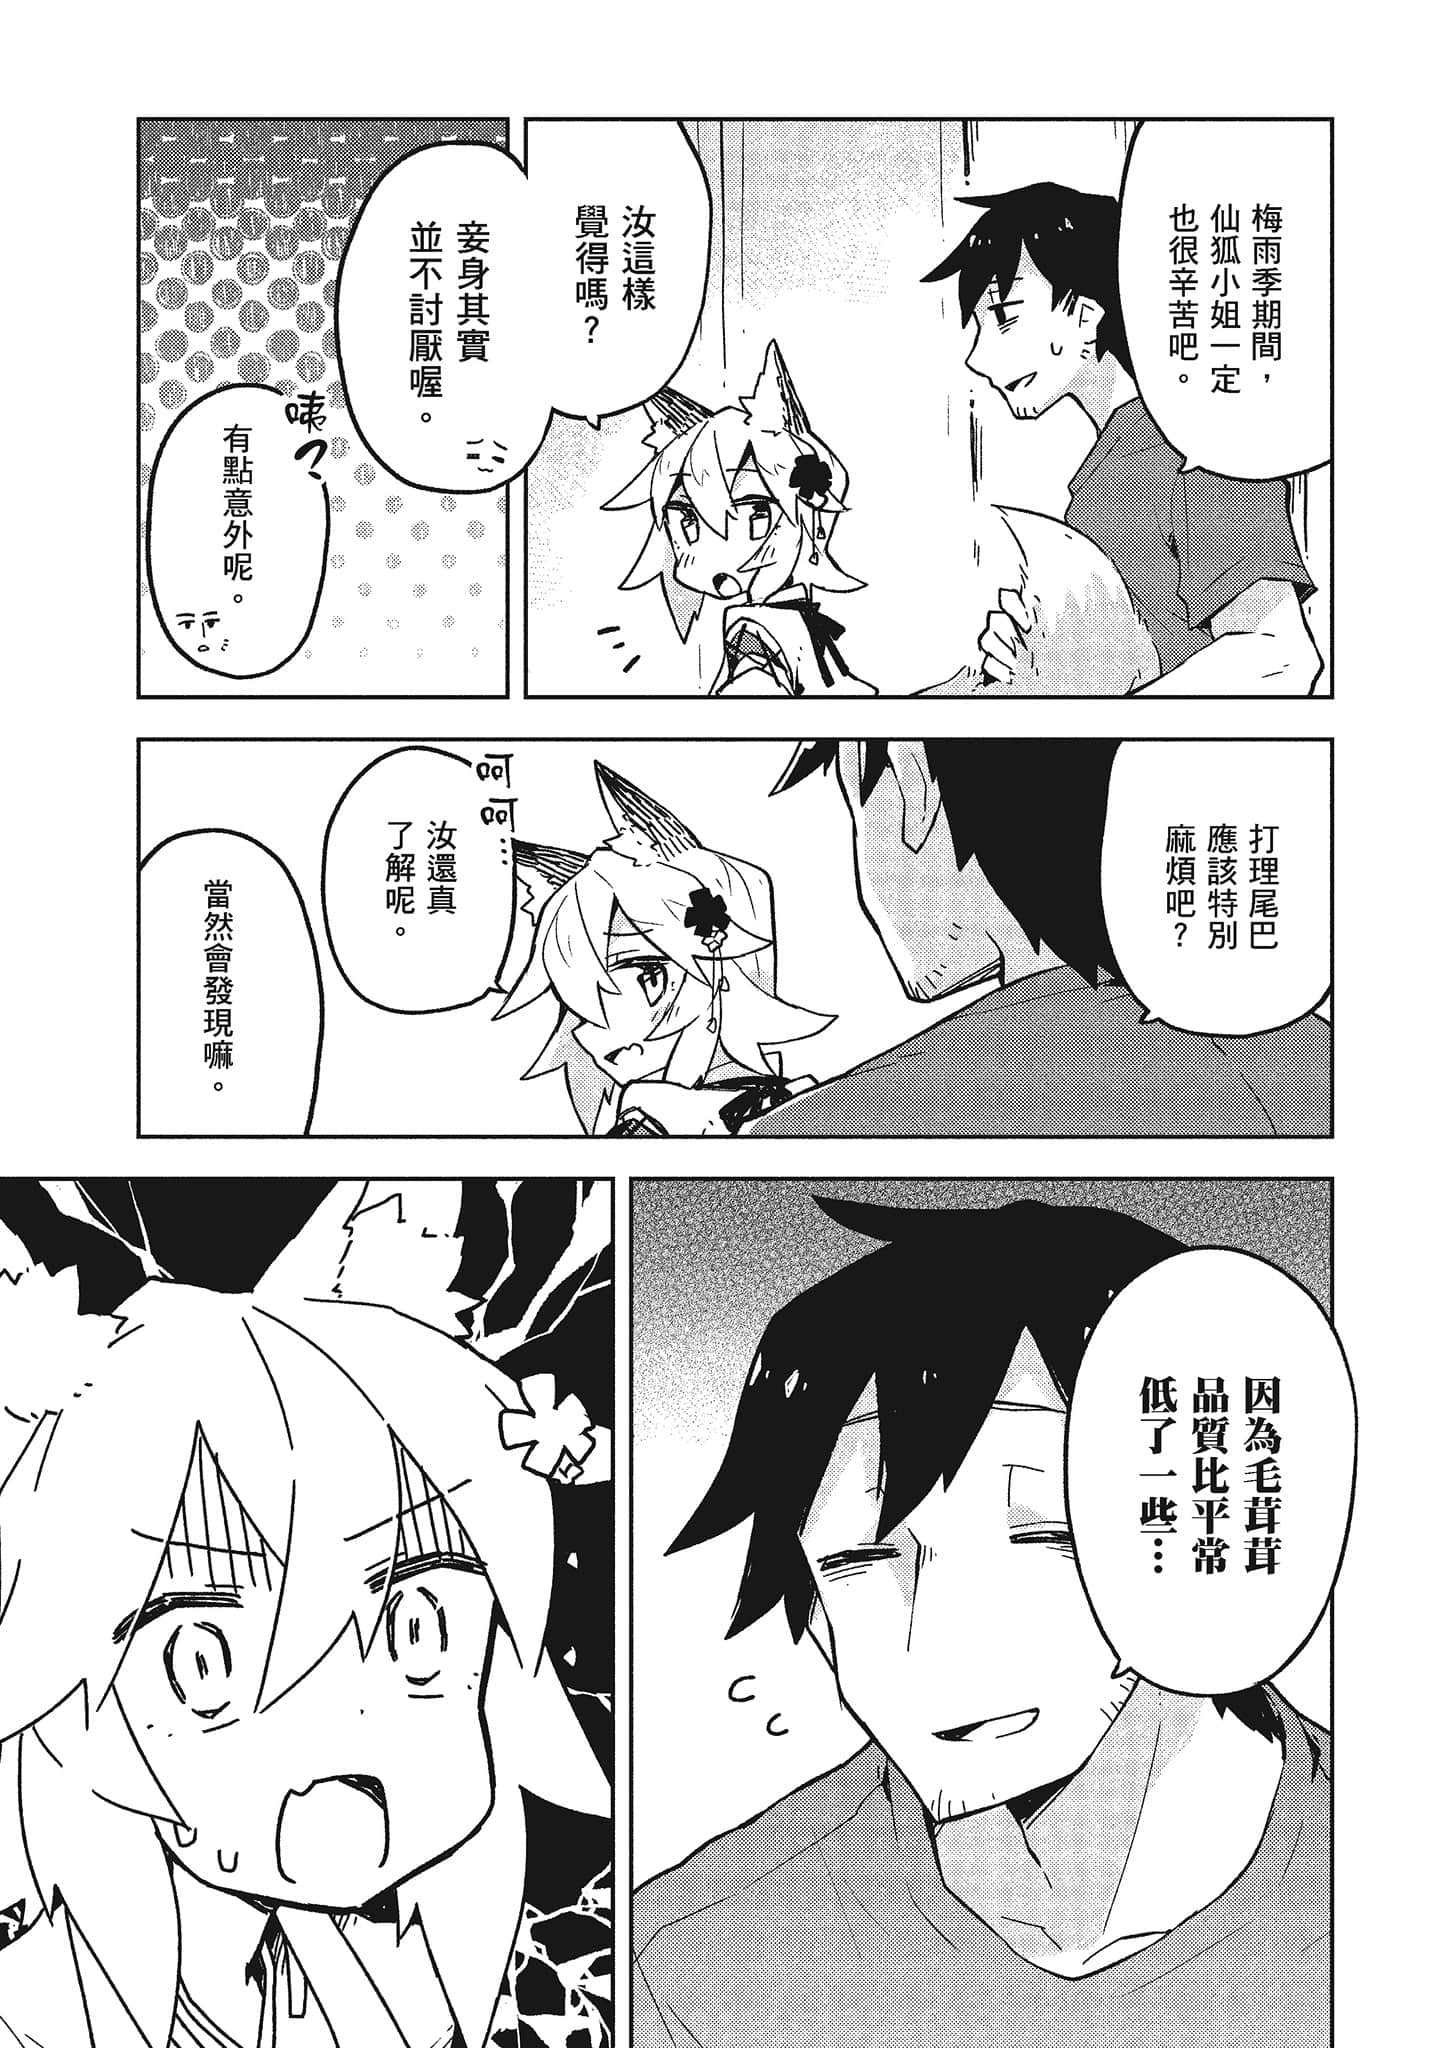 梅雨季期間，
仙狐小姐一定
也很辛苦吧。
汝這樣
覺得嗎？
妾身其實
並不討厭喔。
咦？
有點意外呢。
打理尾巴
應該特別
麻煩吧？
呵呵…
汝還真
了解呢。
當然會發現嘛。
因為毛茸茸
品質比平常
低了一些…